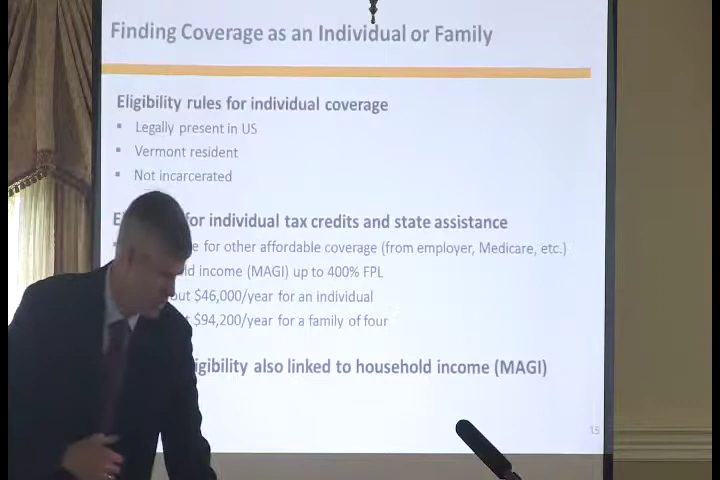 Finding Coverage as an Individual or Family
Eligibility rules for individual coverage
▪ Legally present in US
▪ Vermont resident
▪ Not incarcerated
for individual tax credits and state assistance
for other affordable coverage (from employer, Medicare, etc.)
income (MAGI) up to 400% FPL
$46,000/year for an individual
$94,200/year for a family of four
also linked to household income (MAGI)
15